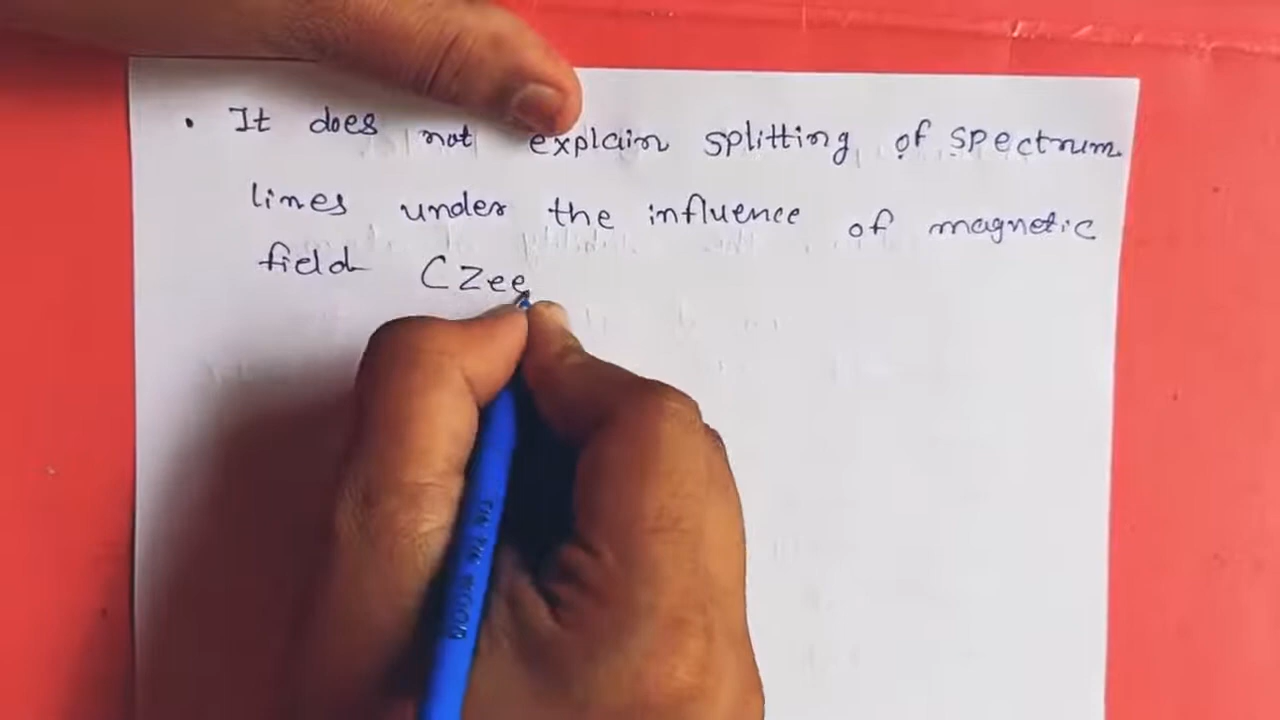 • It does not explain splitting of spectrum
lines under the influence of magnetic
field (Zee